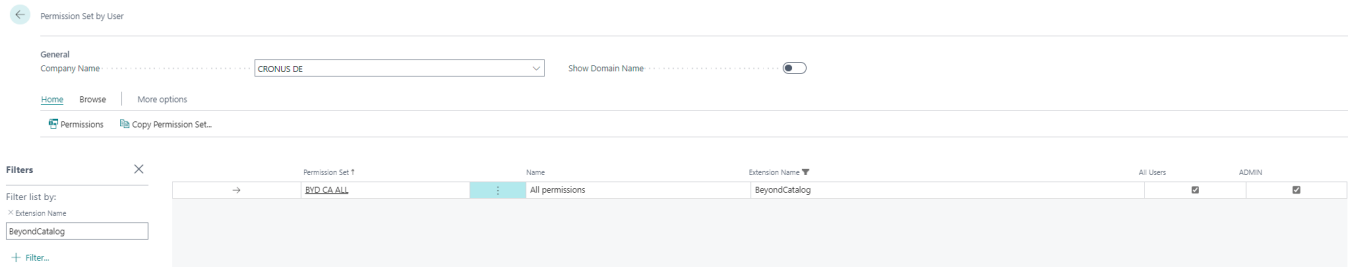 Permission Set by User
General
Company Name CRONUS DE Show Domain Name
Home Browse More options
Permissions Copy Permission Set...
Filters
Permission Set ↑ Name Extension Name All Users ADMIN
BYD CA ALL All permissions BeyondCatalog
Filter list by:
× Extension Name
BeyondCatalog
+ Filter...